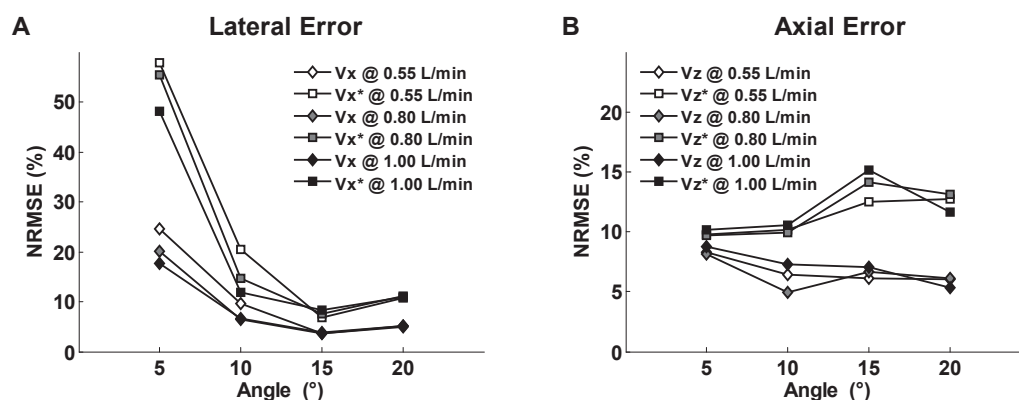 A
Lateral Error
NRMSE (%)
50
40
30
20
10
0
5
10
15
20
Angle (°)
Vx @ 0.55 L/min
Vx* @ 0.55 L/min
Vx @ 0.80 L/min
Vx* @ 0.80 L/min
Vx @ 1.00 L/min
Vx* @ 1.00 L/min
B
Axial Error
NRMSE (%)
20
15
10
5
0
5
10
15
20
Angle (°)
Vz @ 0.55 L/min
Vz* @ 0.55 L/min
Vz @ 0.80 L/min
Vz* @ 0.80 L/min
Vz @ 1.00 L/min
Vz* @ 1.00 L/min